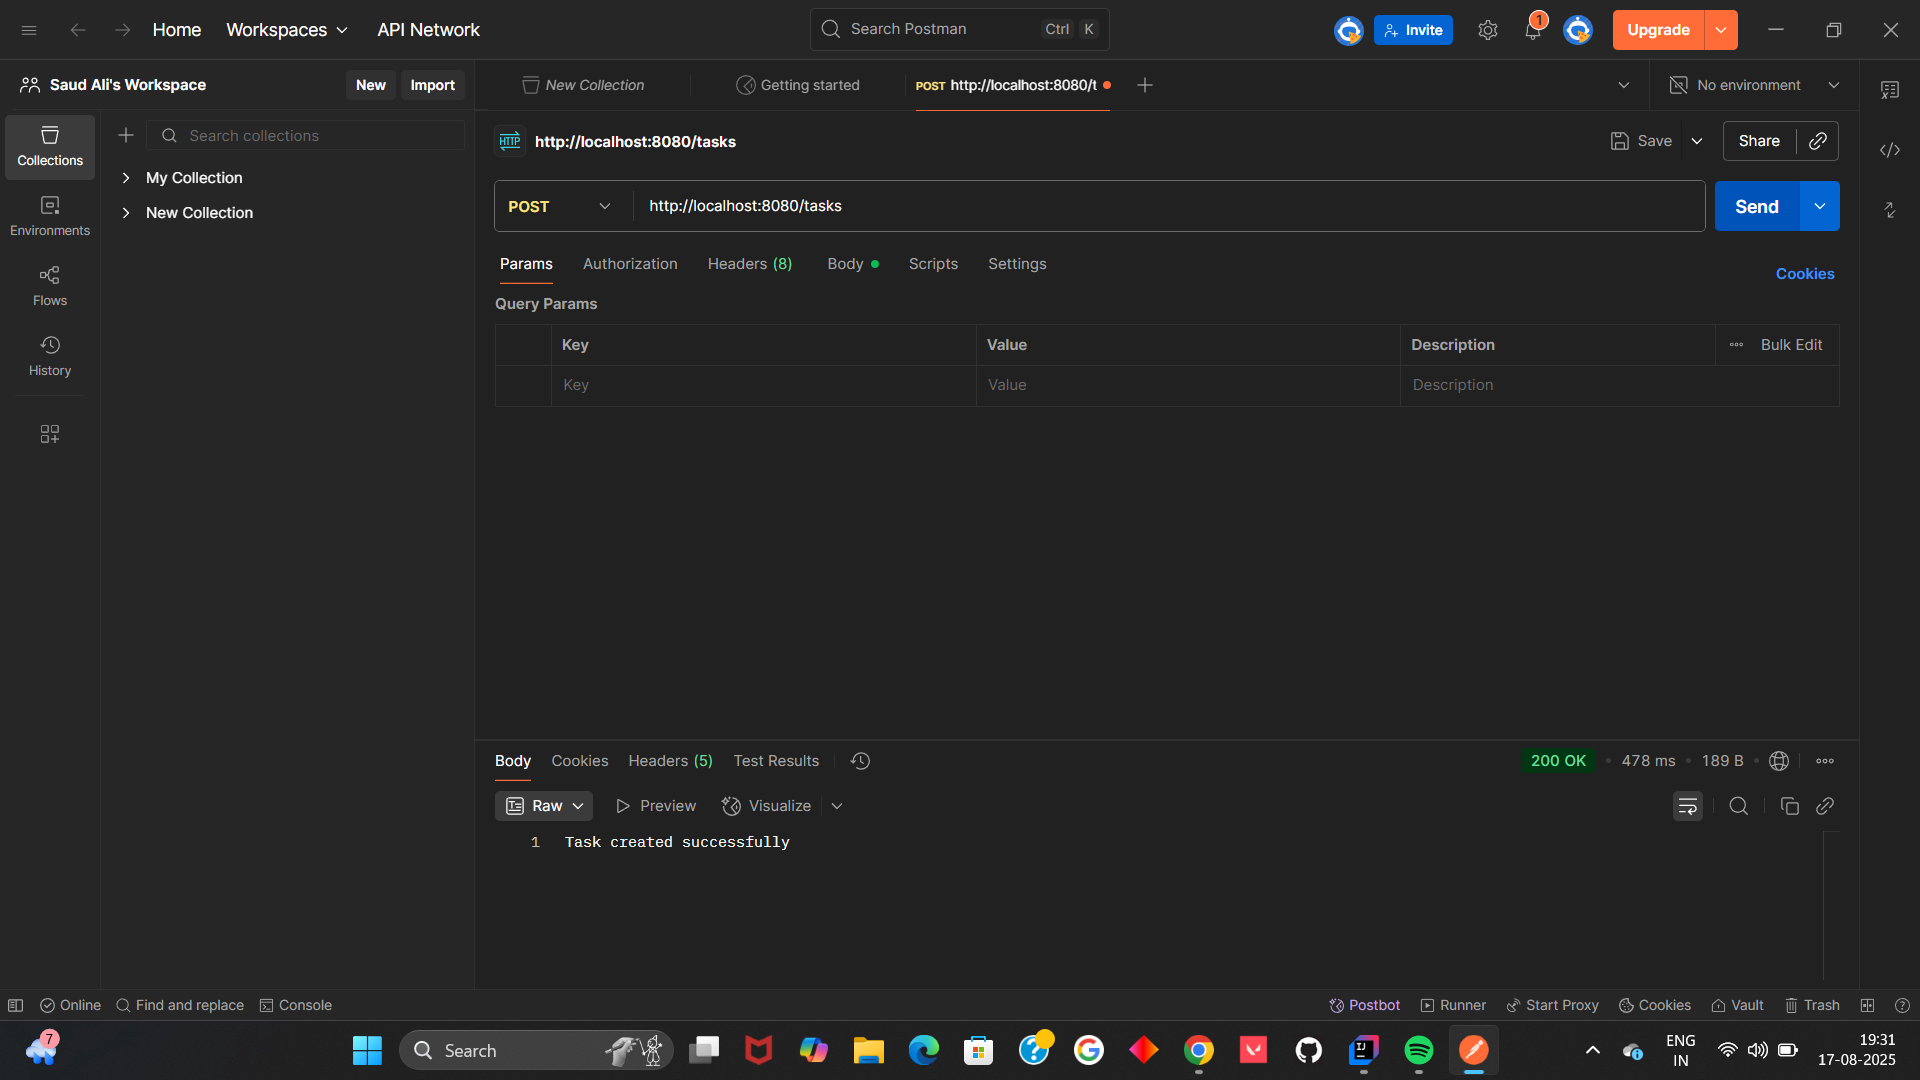 Home Workspaces API Network Search Postman Ctrl K Invite 1 Upgrade
Saud Ali's Workspace New Import New Collection Getting started POST http://localhost:8080/t No environment
Collections
Search collections
HTTP http://localhost:8080/tasks Save Share
My Collection
New Collection
Environments
Flows
History
POST http://localhost:8080/tasks Send
Params Authorization Headers (8) Body Scripts Settings Cookies
Query Params
Key Value Description Bulk Edit
Key Value Description
Body Cookies Headers (5) Test Results 200 OK 478 ms 189 B
Raw Preview Visualize
1 Task created successfully
Online Find and replace Console Postbot Runner Start Proxy Cookies Vault Trash
7 Search ENG 19:31
IN 17-08-2025